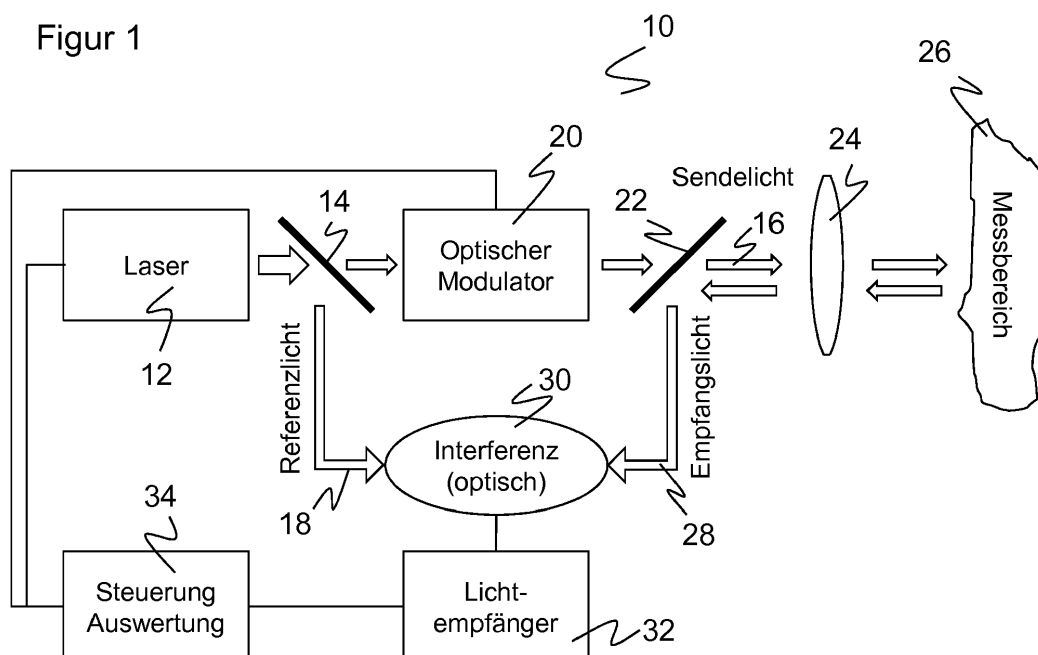 Figur 1
10
26
20
24
Sendelicht
14
22
16
Laser
Optischer
Modulator
Messbereich
12
Referenzlicht
30
Empfangslicht
Interferenz
(optisch)
18
28
34
Steuerung
Auswertung
Licht-
empfänger
32